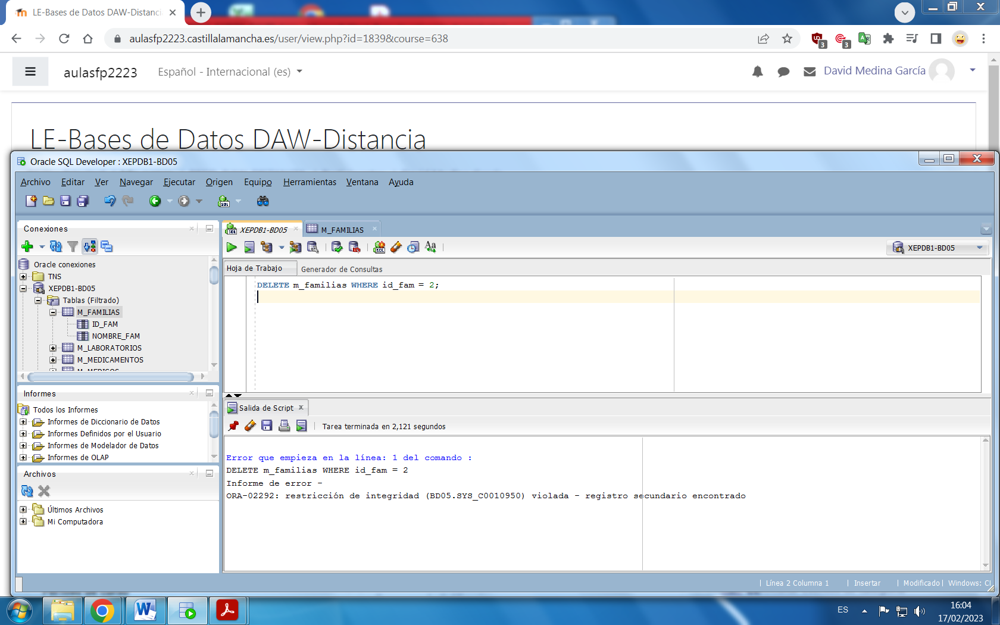 LE-Bases de Datos DAW-Distanci
aulasfp2223.castillalamancha.es/user/view.php?id=1839&course=638
3
3
aulasfp2223
Español - Internacional (es)
David Medina García
LE-Bases de Datos DAW-Distancia
Oracle SQL Developer : XEPDB1-BD05
Archivo Editar Ver Navegar Ejecutar Origen Equipo Herramientas Ventana Ayuda
Conexiones
XEPDB1-BD05
M_FAMILIAS
XEPDB1-BD05
Oracle conexiones
TNS
XEPDB1-BD05
Tablas (Filtrado)
M_FAMILIAS
ID_FAM
NOMBRE_FAM
M_LABORATORIOS
M_MEDICAMENTOS
M_MEDICOS
Hoja de Trabajo
Generador de Consultas
DELETE m_familias WHERE id_fam = 2;
Informes
Todos los Informes
Informes de Diccionario de Datos
Informes Definidos por el Usuario
Informes de Modelador de Datos
Informes de OLAP
Archivos
Últimos Archivos
Mi Computadora
Salida de Script
Tarea terminada en 2,121 segundos
Error que empieza en la línea: 1 del comando :
DELETE m_familias WHERE id_fam = 2
Informe de error -
ORA-02292: restricción de integridad (BD05.SYS_C0010950) violada - registro secundario encontrado
Línea 2 Columna 1
Insertar
Modificado
Windows: C
ES
16:04
17/02/2023